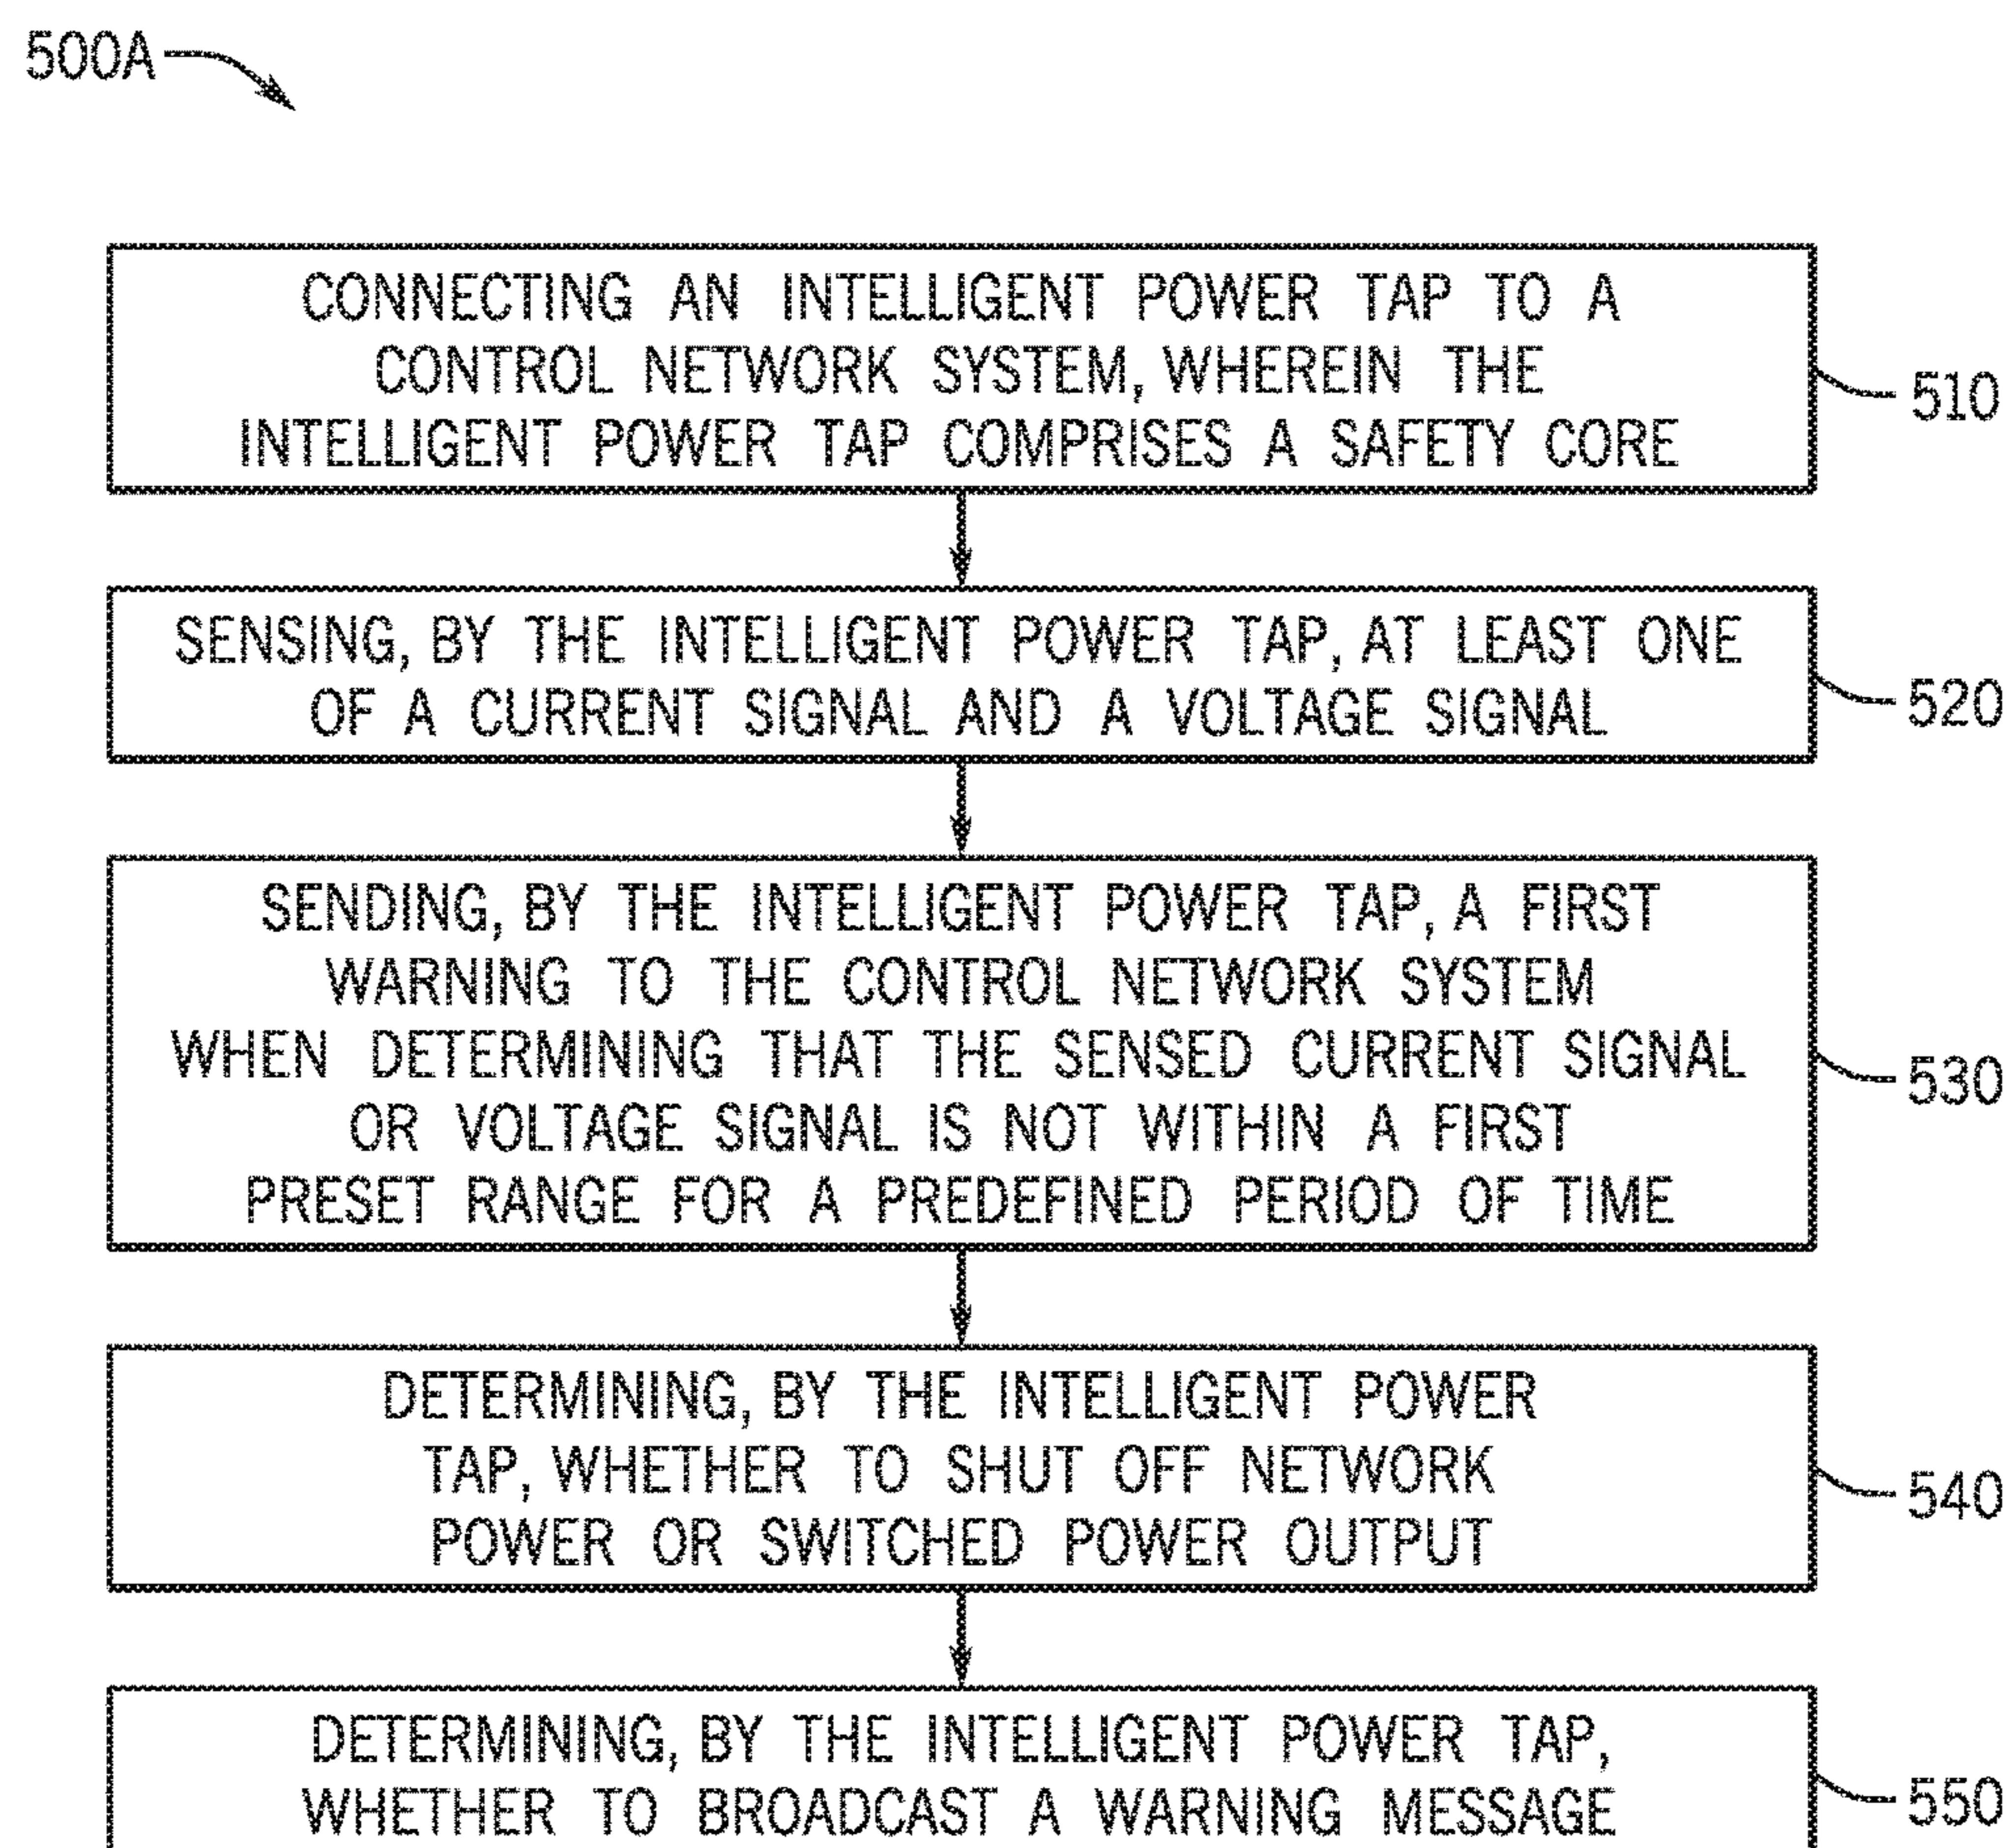 500A
CONNECTING AN INTELLIGENT POWER TAP TO A
CONTROL NETWORK SYSTEM, WHEREIN THE
INTELLIGENT POWER TAP COMPRISES A SAFETY CORE
510
SENSING, BY THE INTELLIGENT POWER TAP, AT LEAST ONE
OF A CURRENT SIGNAL AND A VOLTAGE SIGNAL
520
SENDING, BY THE INTELLIGENT POWER TAP, A FIRST
WARNING TO THE CONTROL NETWORK SYSTEM
WHEN DETERMINING THAT THE SENSED CURRENT SIGNAL
OR VOLTAGE SIGNAL IS NOT WITHIN A FIRST
PRESET RANGE FOR A PREDEFINED PERIOD OF TIME
530
DETERMINING, BY THE INTELLIGENT POWER
TAP, WHETHER TO SHUT OFF NETWORK
POWER OR SWITCHED POWER OUTPUT
540
DETERMINING, BY THE INTELLIGENT POWER TAP,
WHETHER TO BROADCAST A WARNING MESSAGE
550